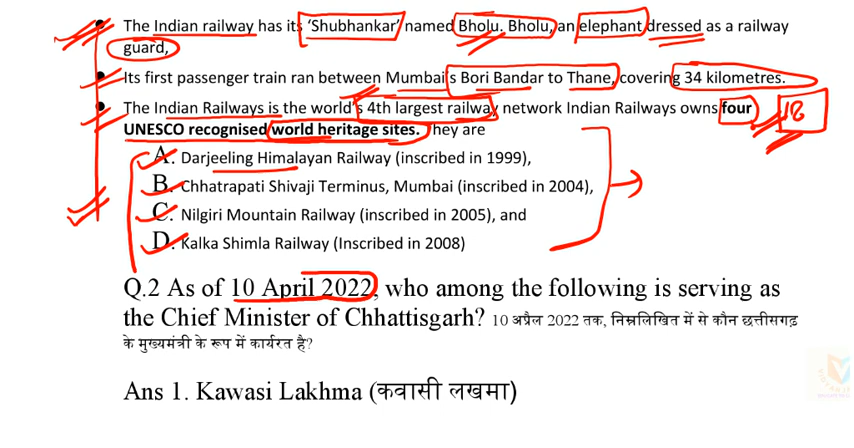 • The Indian railway has its ‘Shubhankar’ named Bholu. Bholu, an elephant dressed as a railway
guard,
• Its first passenger train ran between Mumbai's Bori Bandar to Thane, covering 34 kilometres.
• The Indian Railways is the world's 4th largest railway network Indian Railways owns four 18
UNESCO recognised world heritage sites. They are
A. Darjeeling Himalayan Railway (inscribed in 1999),
B. Chhatrapati Shivaji Terminus, Mumbai (inscribed in 2004),
C. Nilgiri Mountain Railway (inscribed in 2005), and
D. Kalka Shimla Railway (Inscribed in 2008)
Q.2 As of 10 April 2022, who among the following is serving as
the Chief Minister of Chhattisgarh? 10 अप्रैल 2022 तक, निम्नलिखित में से कौन छत्तीसगढ़
के मुख्यमंत्री के रूप में कार्यरत है?
Ans 1. Kawasi Lakhma (कवासी लखमा)